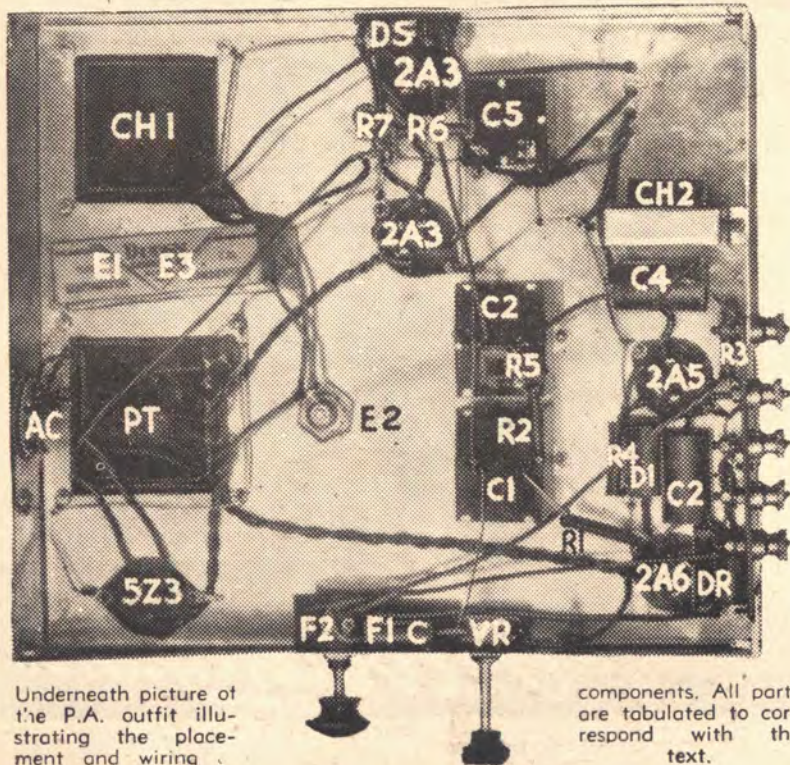 DS
2A3
CH1
C5
R7
R6
CH2
2A3
E1
E3
C4
C2
R3
R5
2A5
AC
PT
E2
R2
R4
D1
C2
C1
R1
5Z3
2A6
DR
F2
F1
C
VR
Underneath picture of
the P.A. outfit illu-
strating the place-
ment and wiring
components. All part
are tabulated to cor
respond with th
text.